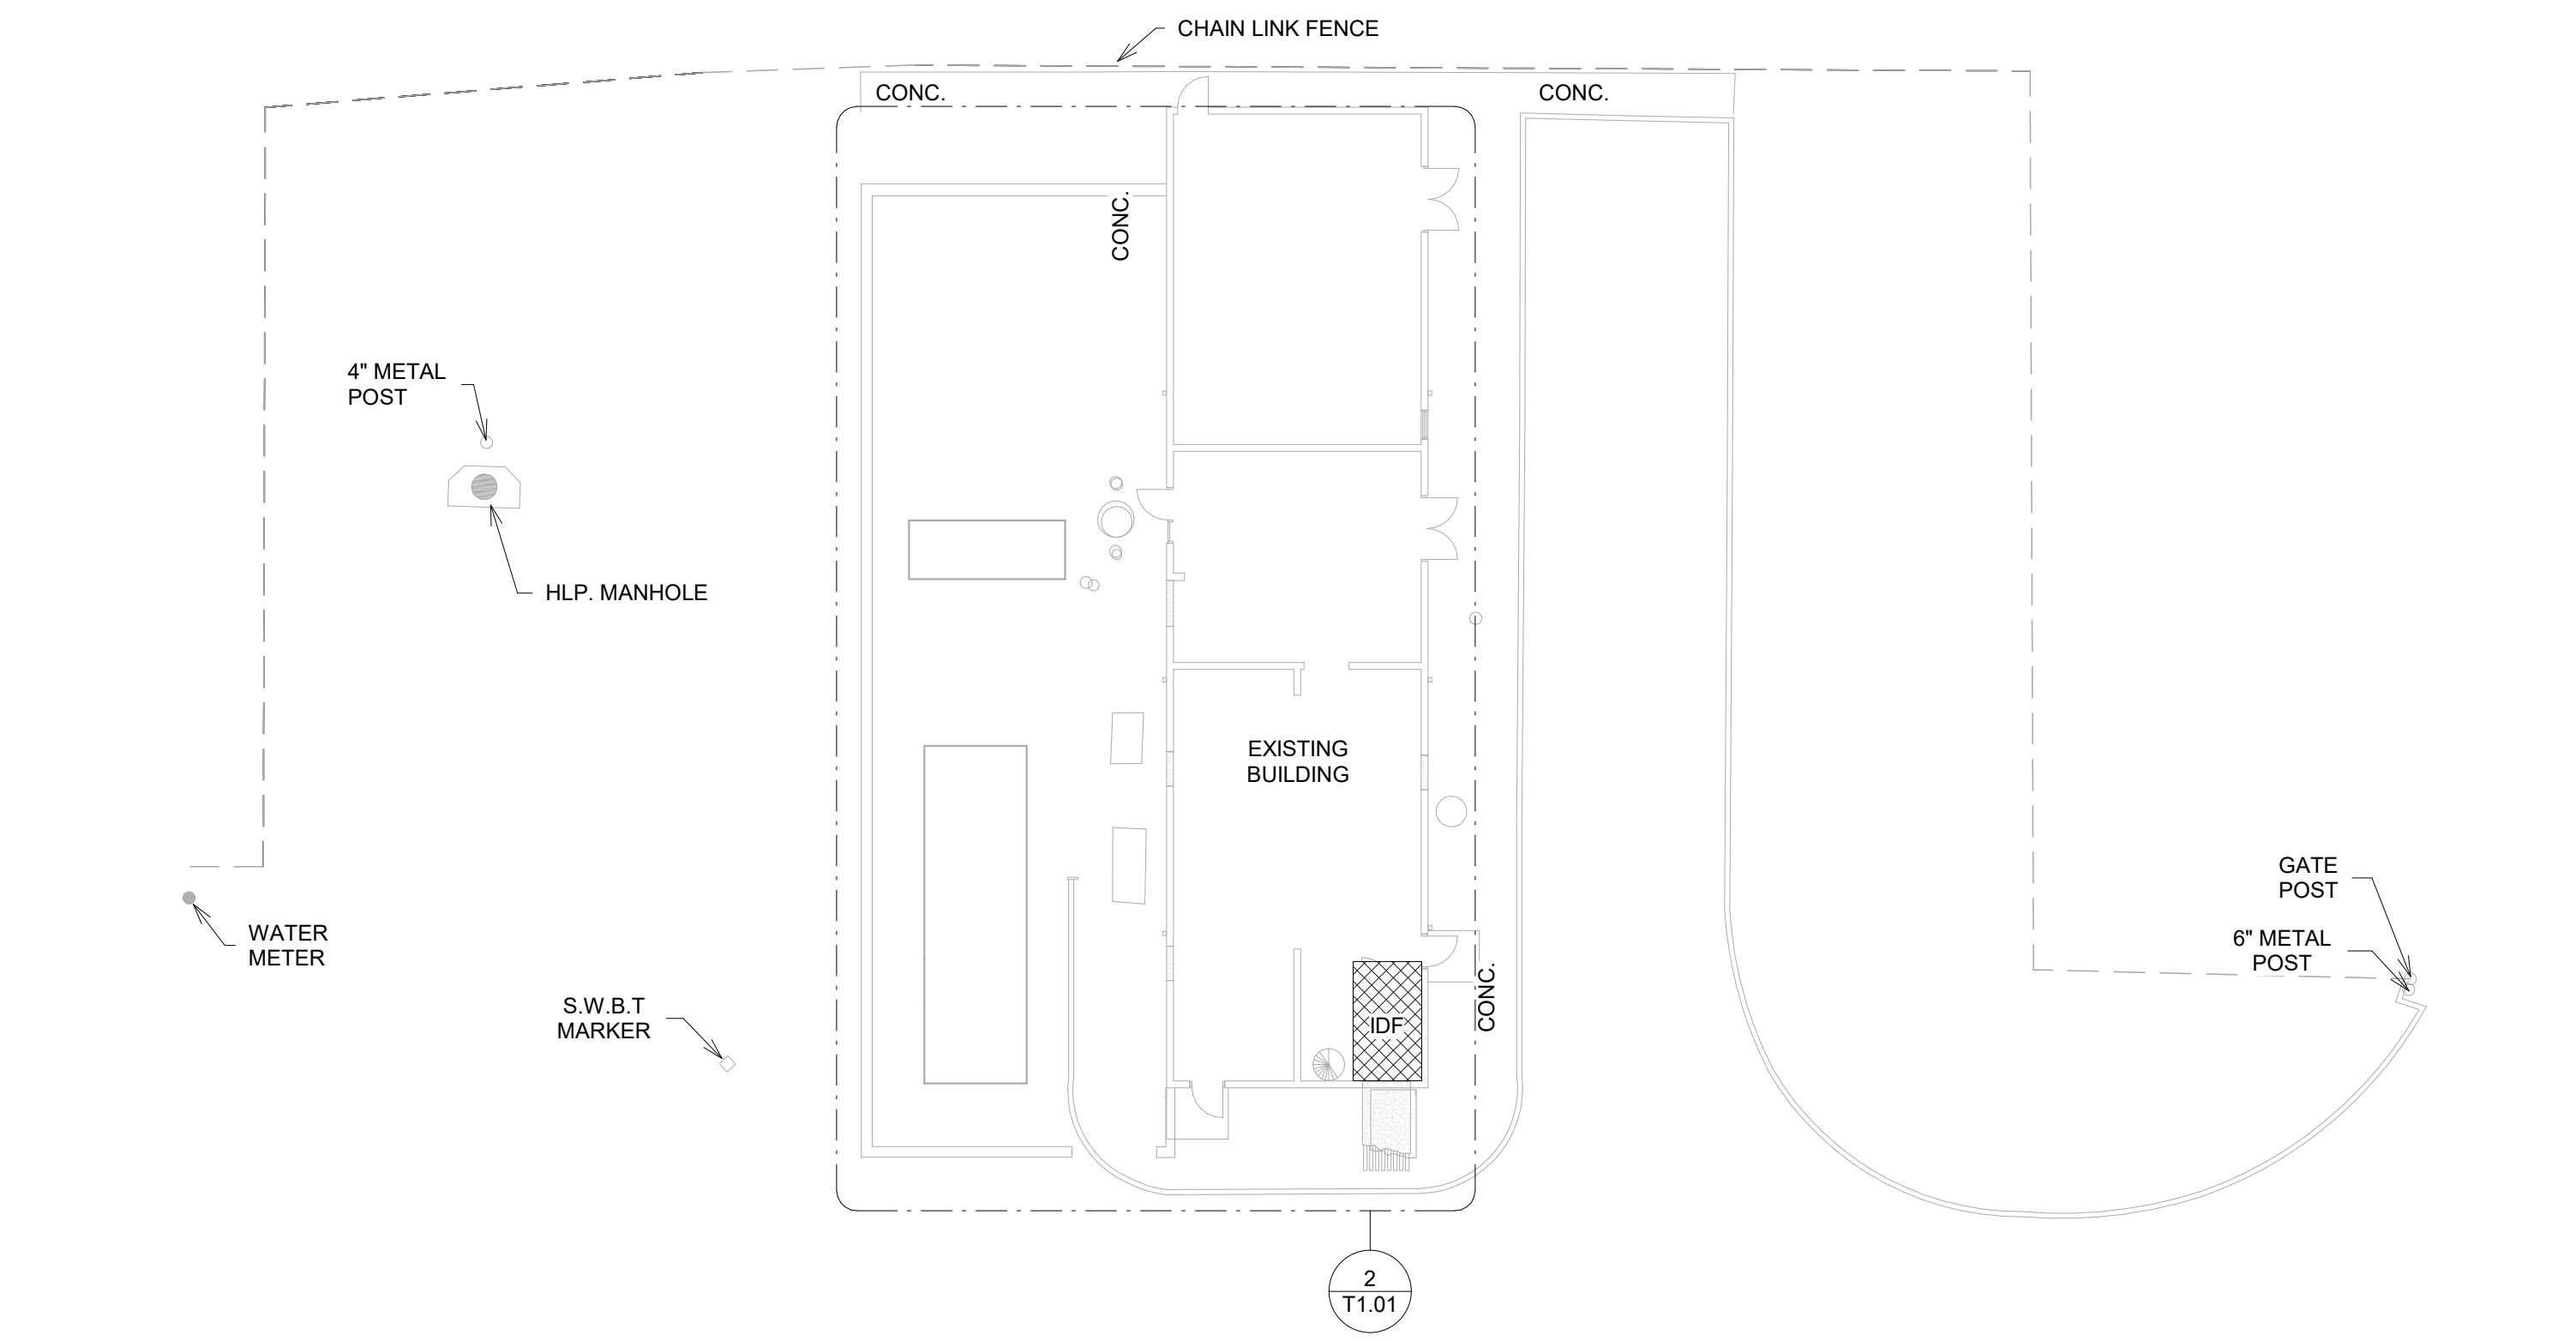 CHAIN LINK FENCE
CONC.
CONC.
CONC.
4" METAL
POST
HLP. MANHOLE
EXISTING
BUILDING
GATE
POST
6" METAL
POST
WATER
METER
S.W.B.T
MARKER
CONC.
IDF
2
T1.01